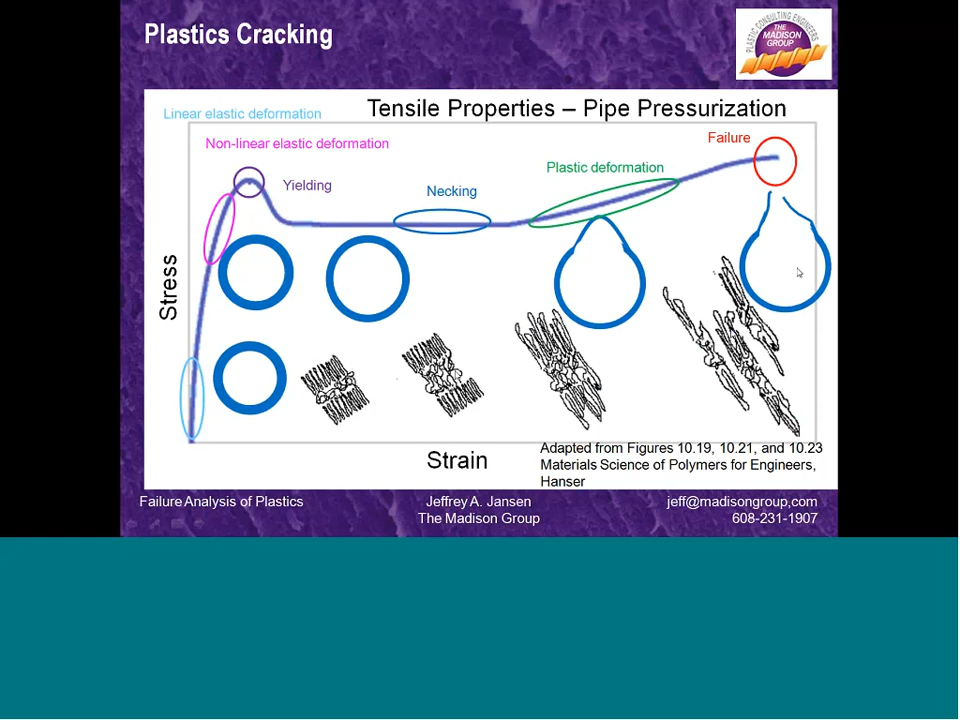 Plastics Cracking
PLASTIC CONSULTING ENGINEERS
THE
MADISON
GROUP
Tensile Properties – Pipe Pressurization
Linear elastic deformation
Non-linear elastic deformation
Failure
Plastic deformation
Yielding
Necking
Stress
Strain
Adapted from Figures 10.19, 10.21, and 10.23
Materials Science of Polymers for Engineers,
Hanser
Failure Analysis of Plastics
Jeffrey A. Jansen
The Madison Group
jeff@madisongroup,com
608-231-1907